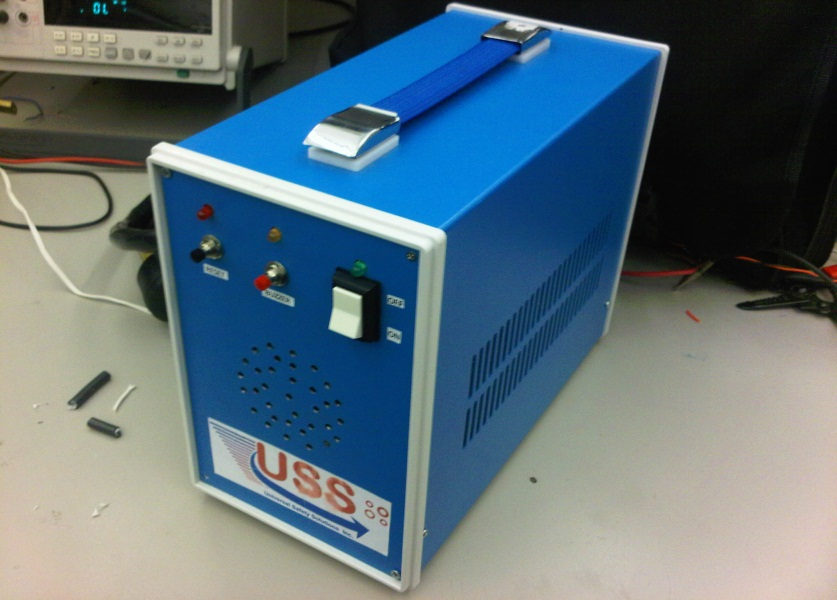 RESET
BUZZER
OFF
ON
USS
Universal Safety Solutions, Inc.